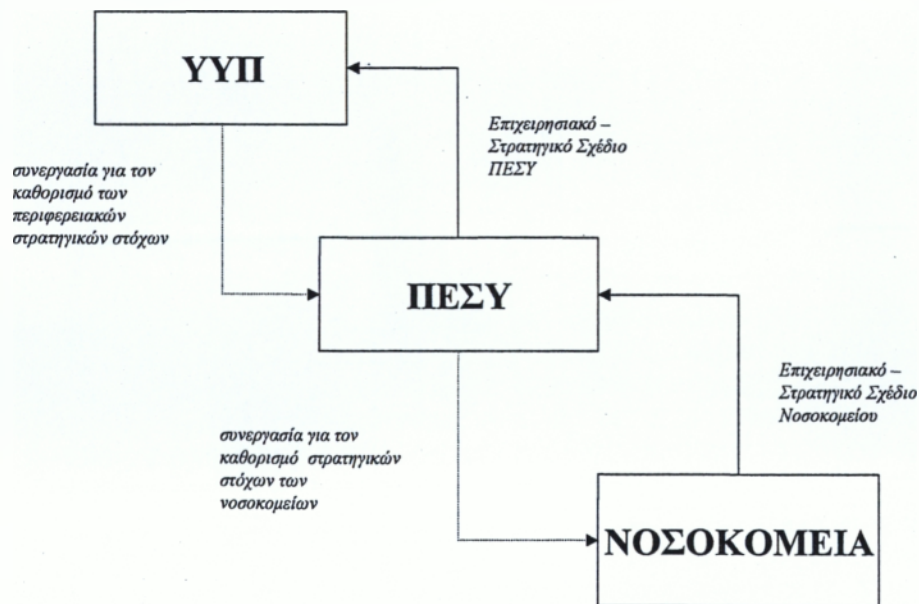 ΥΥΠ
Επιχειρησιακό –
Στρατηγικό Σχέδιο
ΠΕΣΥ
συνεργασία για τον
καθορισμό των
περιφερειακών
στρατηγικών στόχων
ΠΕΣΥ
Επιχειρησιακό –
Στρατηγικό Σχέδιο
Νοσοκομείου
συνεργασία για τον
καθορισμό στρατηγικών
στόχων των
νοσοκομείων
ΝΟΣΟΚΟΜΕΙΑ